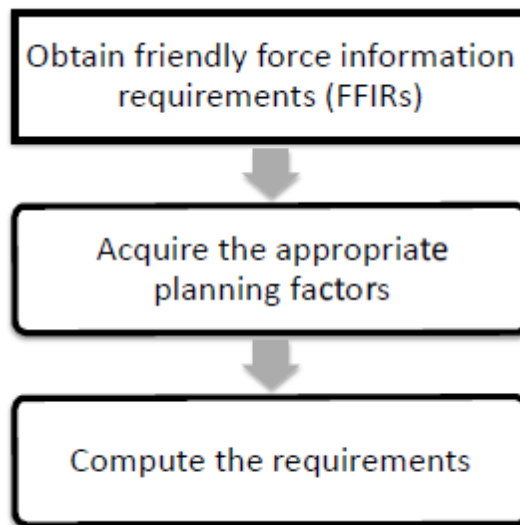 Obtain friendly force information
requirements (FFIRs)
Acquire the appropriate
planning factors
Compute the requirements